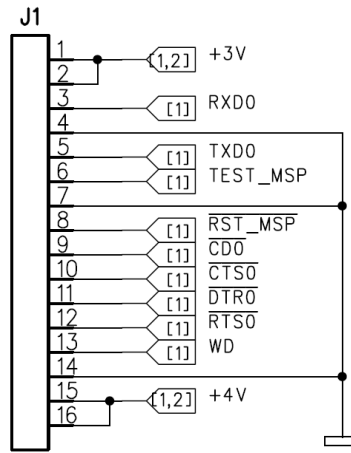 J1
1 [1,2] +3V
2
3 [1] RXD0
4
5 [1] TXD0
6 [1] TEST_MSP
7
8 [1] RST_MSP
9 [1] CD0
10 [1] CTS0
11 [1] DTR0
12 [1] RTS0
13 [1] WD
14
15 [1,2] +4V
16